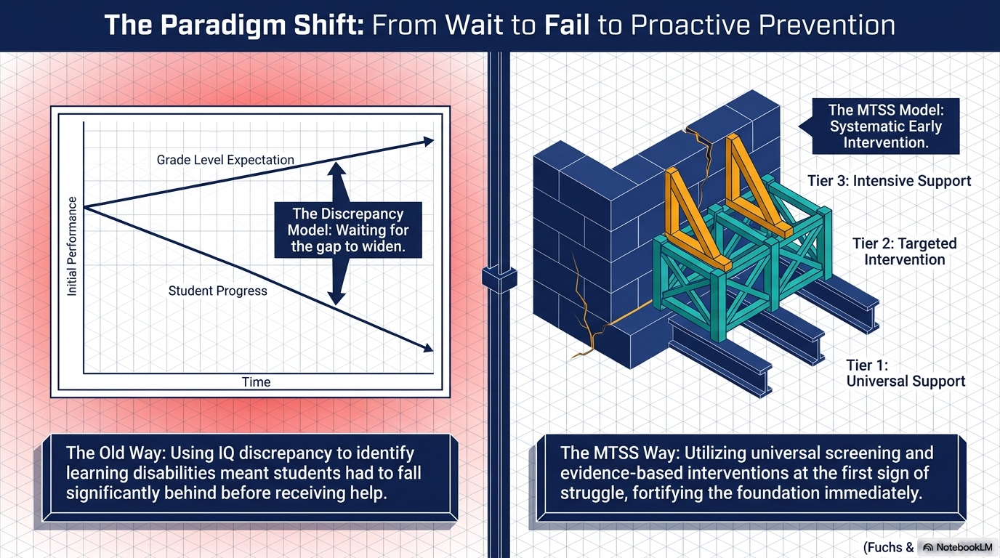 The Paradigm Shift: From Wait to Fail to Proactive Prevention
Initial Performance
Grade Level Expectation
The Discrepancy
Model: Waiting for
the gap to widen.
Student Progress
Time
The Old Way: Using IQ discrepancy to identify
learning disabilities meant students had to fall
significantly behind before receiving help.
The MTSS Model:
Systematic Early
Intervention.
Tier 3: Intensive Support
Tier 2: Targeted
Intervention
Tier 1:
Universal Support
The MTSS Way: Utilizing universal screening and
evidence-based interventions at the first sign of
struggle, fortifying the foundation immediately.
(Fuchs &
NotebookLM